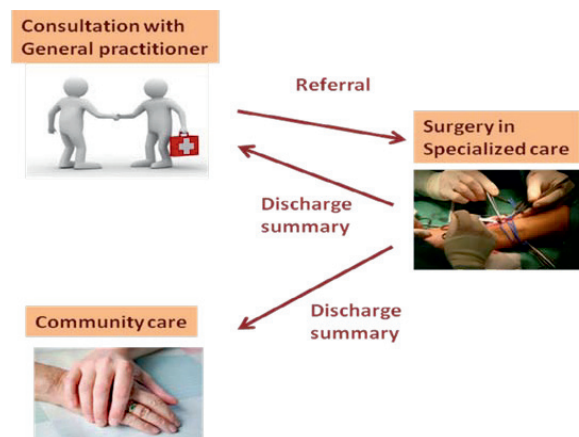 Consultation with
General practitioner
Referral
Surgery in
Specialized care
Discharge
summary
Discharge
summary
Community care